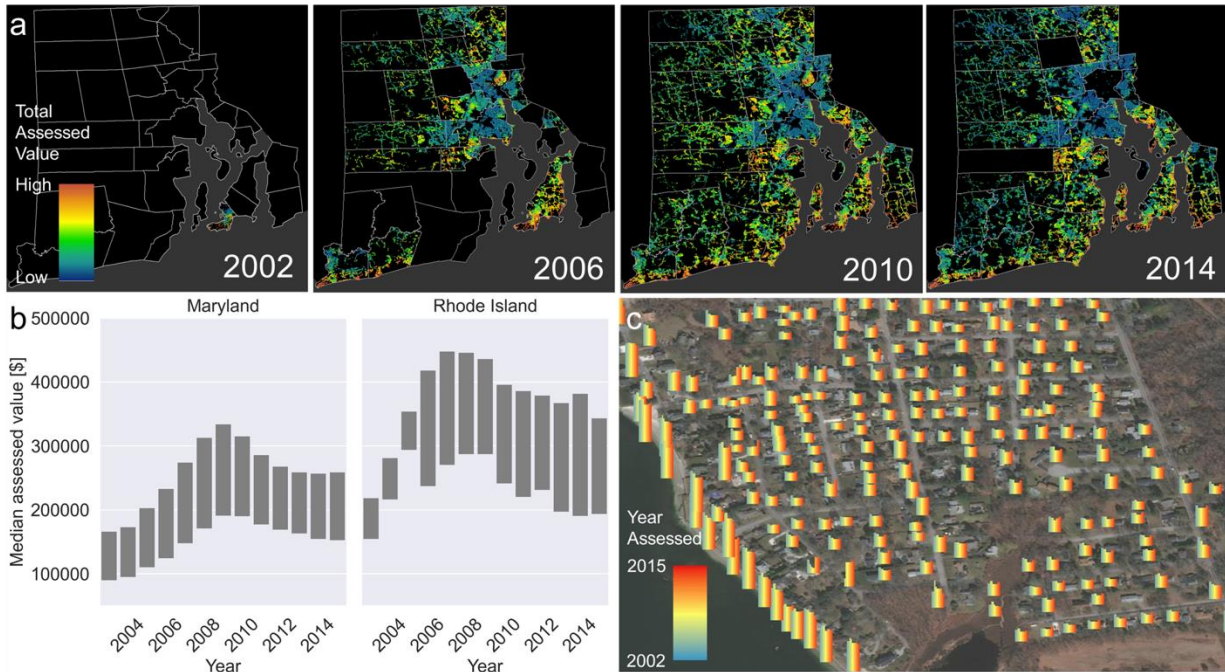 a
Total
Assessed
Value
High
Low
2002
2006
2010
2014
b
Maryland
Rhode Island
500000
400000
300000
200000
100000
Median assessed value [$]
2004
2006
2008
2010
2012
2014
2004
2006
2008
2010
2012
2014
Year
Year
c
Year
Assessed
2015
2002